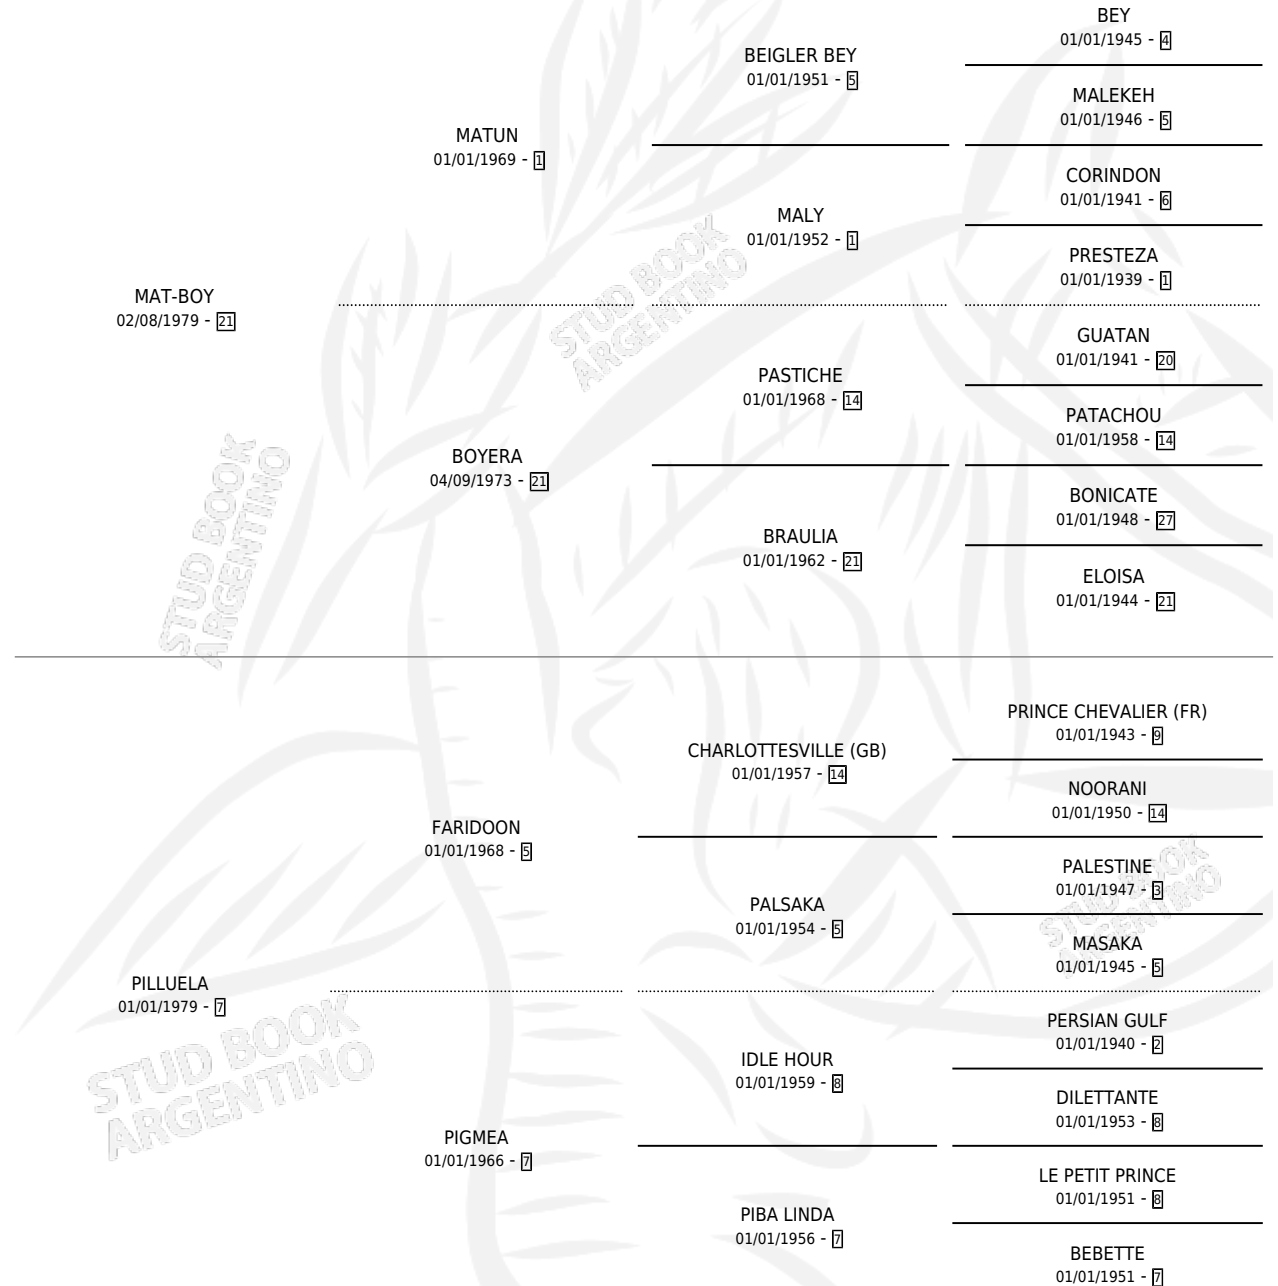 BEY
01/01/1945 - 4
BEIGLER BEY
01/01/1951 - 5
MALEKEH
01/01/1946 - 5
MATUN
01/01/1969 - 1
CORINDON
01/01/1941 - 6
MALY
01/01/1952 - 1
PRESTEZA
01/01/1939 - 1
MAT-BOY
02/08/1979 - 21
GUATAN
01/01/1941 - 20
PASTICHE
01/01/1968 - 14
PATACHOU
01/01/1958 - 14
BOYERA
04/09/1973 - 21
BONICATE
01/01/1948 - 27
BRAULIA
01/01/1962 - 21
ELOISA
01/01/1944 - 21
PRINCE CHEVALIER (FR)
01/01/1943 - 9
CHARLOTTESVILLE (GB)
01/01/1957 - 14
NOORANI
01/01/1950 - 14
FARIDOON
01/01/1968 - 5
PALESTINE
01/01/1947 - 3
PALSAKA
01/01/1954 - 5
MASAKA
01/01/1945 - 5
PILLUELA
01/01/1979 - 7
PERSIAN GULF
01/01/1940 - 2
IDLE HOUR
01/01/1959 - 8
DILETTANTE
01/01/1953 - 8
PIGMEA
01/01/1966 - 7
LE PETIT PRINCE
01/01/1951 - 8
PIBA LINDA
01/01/1956 - 7
BEBETTE
01/01/1951 - 7
STUD BOOK
ARGENTINO
STUD BOOK
ARGENTINO
STUD BOOK
ARGENTINO
STUD BOOK
ARGENTINO